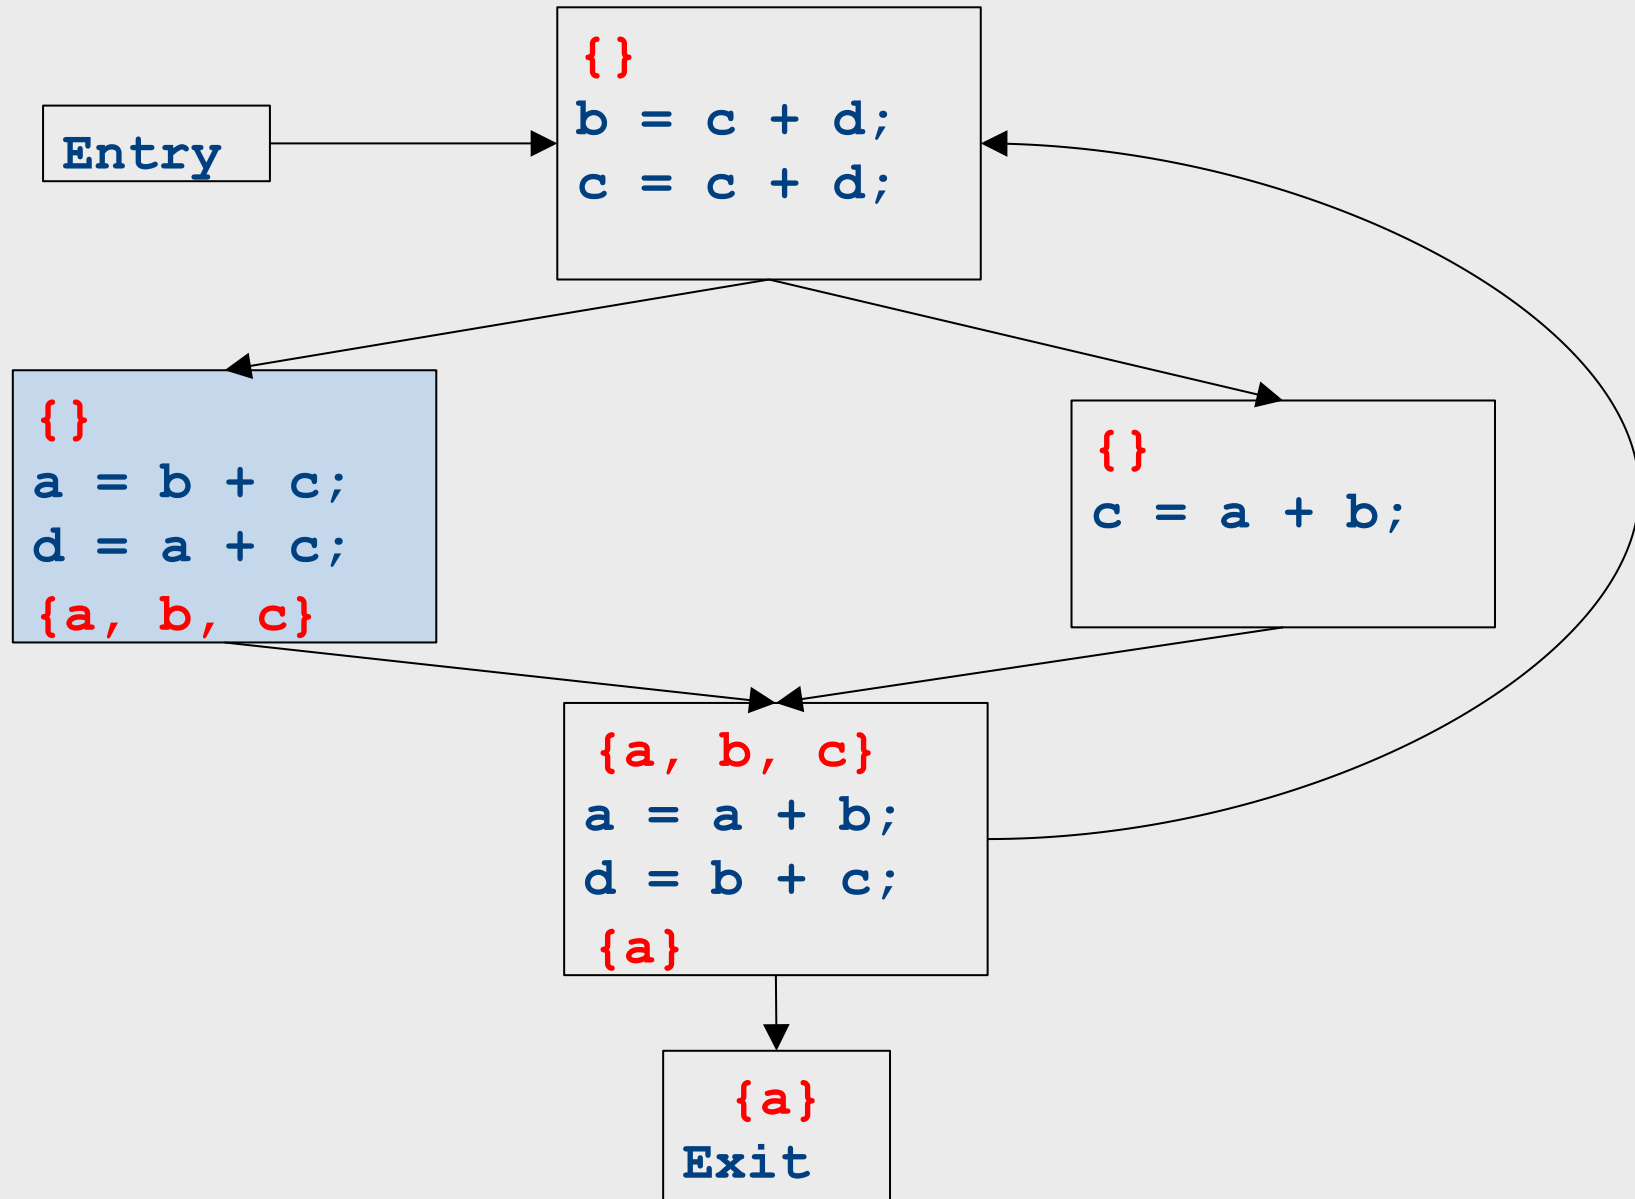 {}
b = c + d;
c = c + d;
Entry
{}
a = b + c;
d = a + c;
{a, b, c}
{}
c = a + b;
{a, b, c}
a = a + b;
d = b + c;
{a}
{a}
Exit